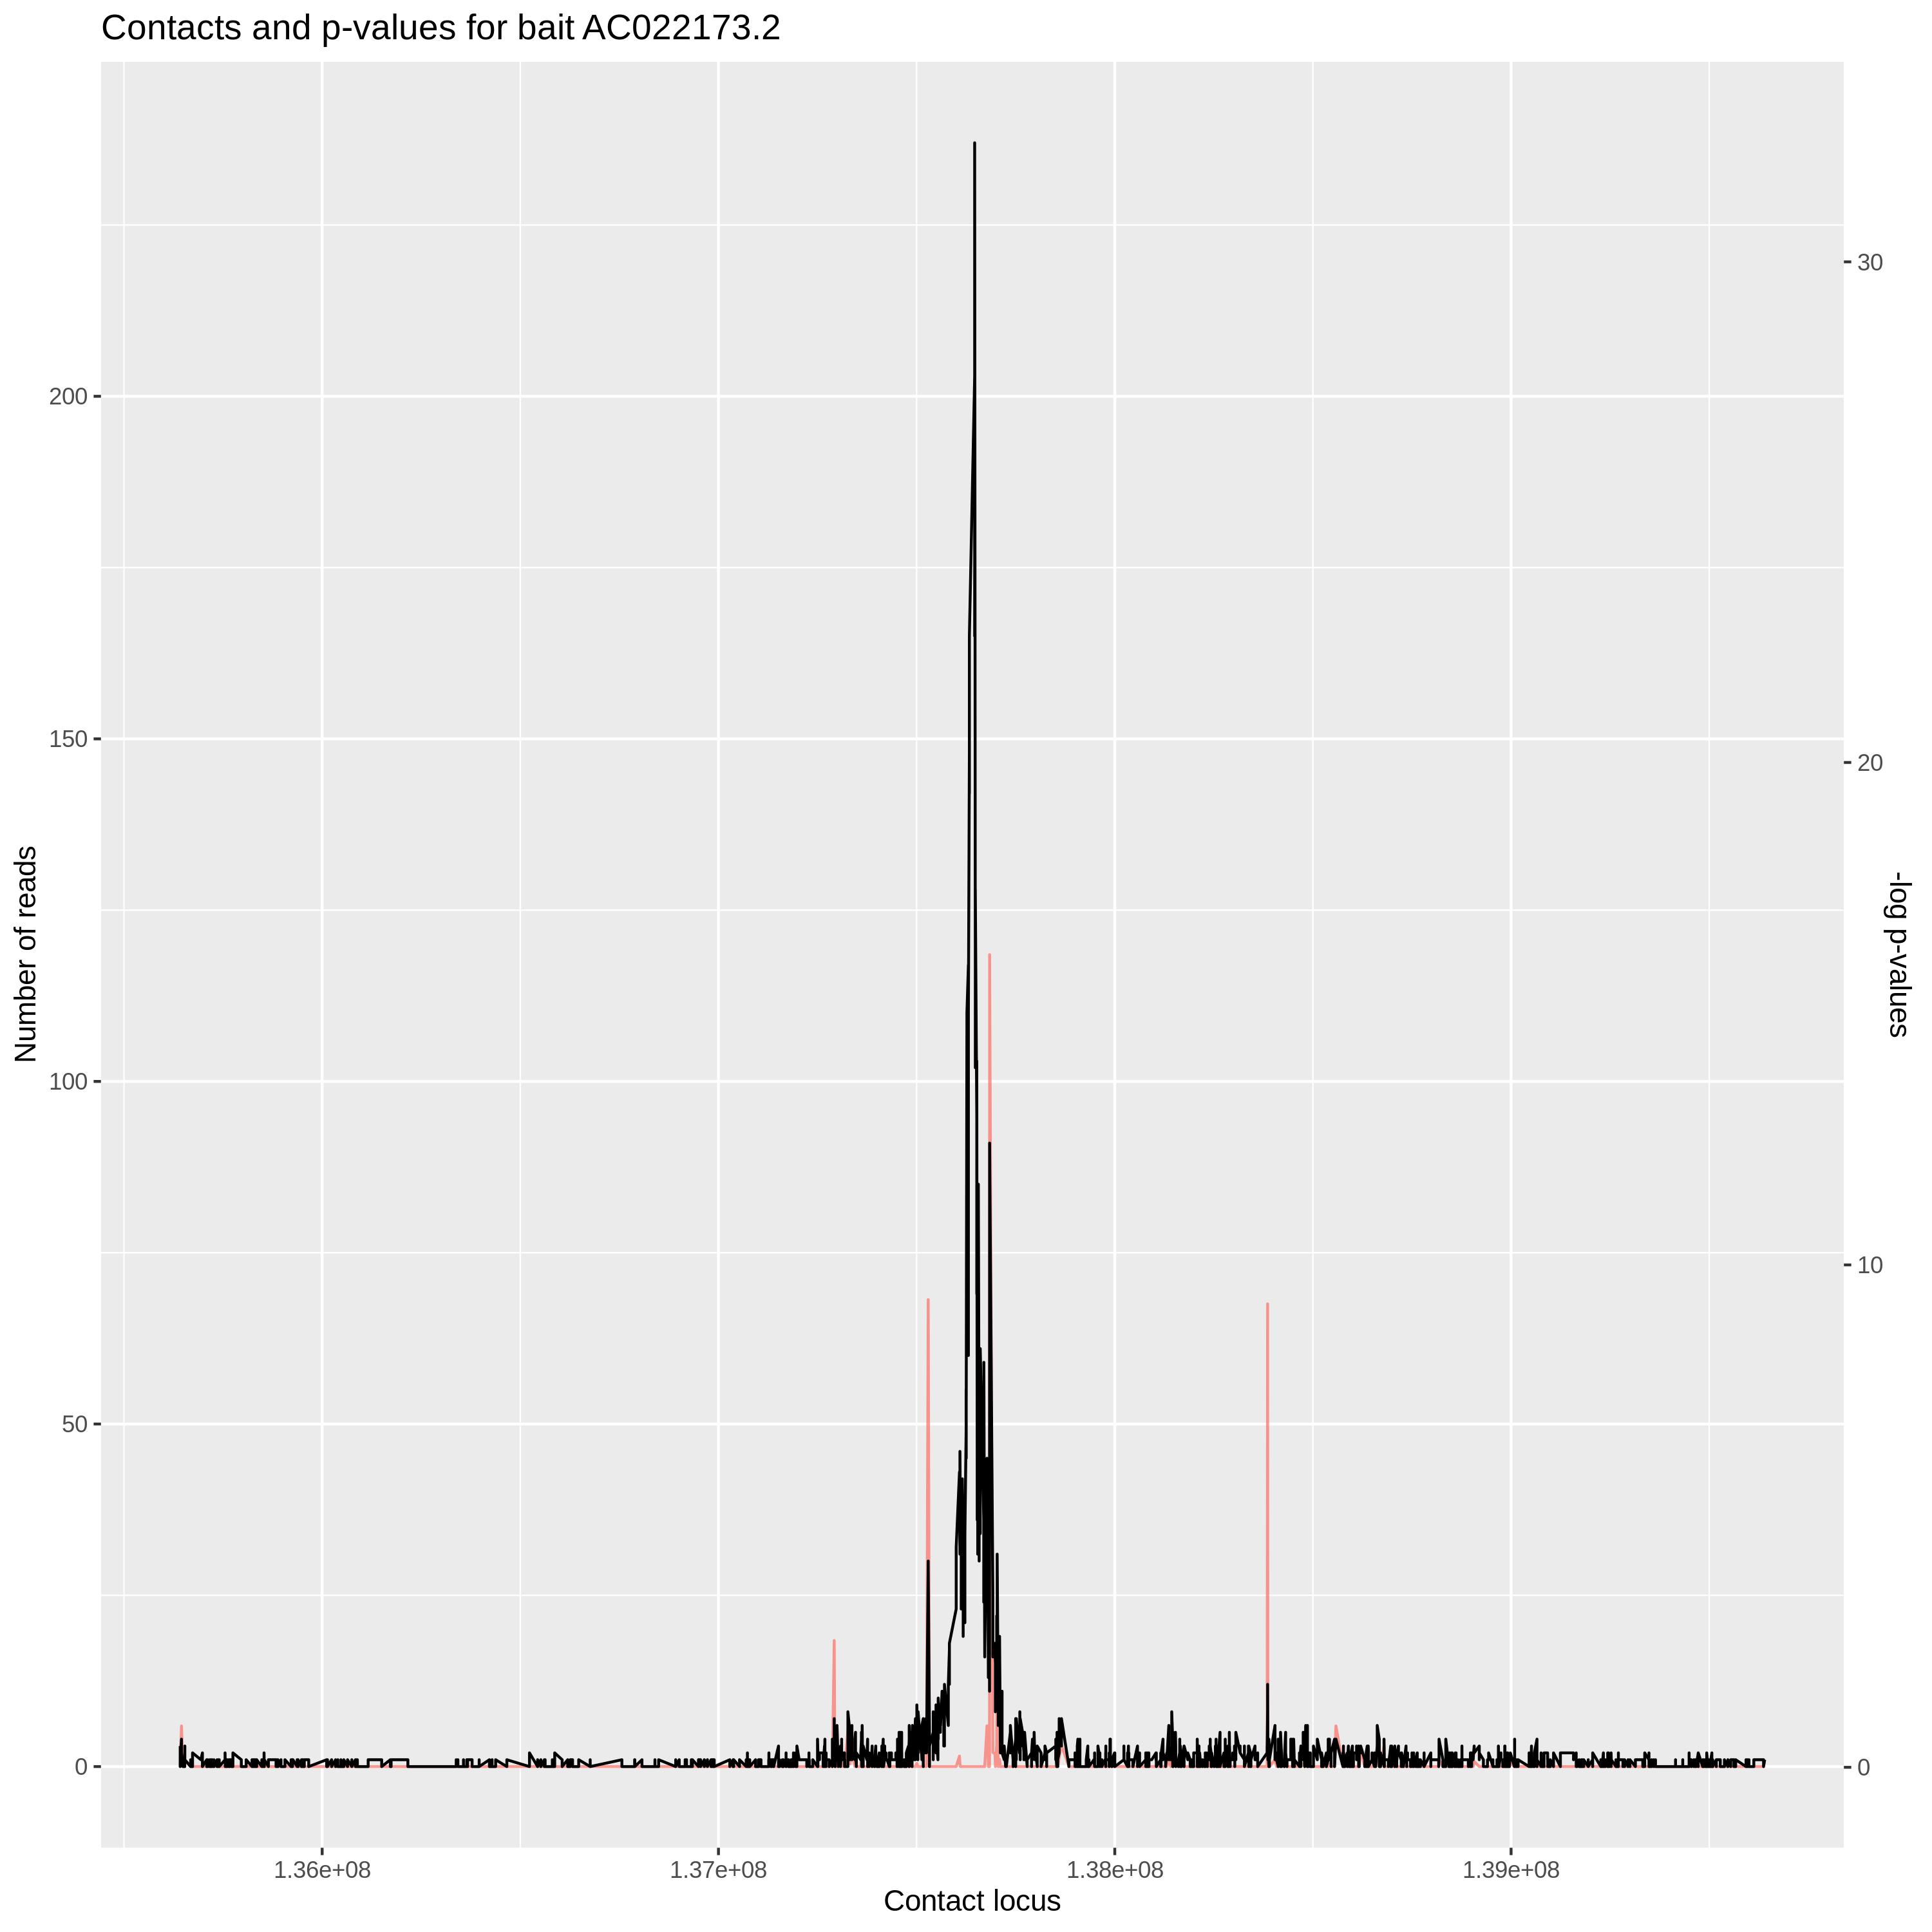 Contacts and p-values for bait AC022173.2
Number of reads
200
150
100
50
0
30
20
10
0
-log p-values
1.36e+08
1.37e+08
1.38e+08
1.39e+08
Contact locus